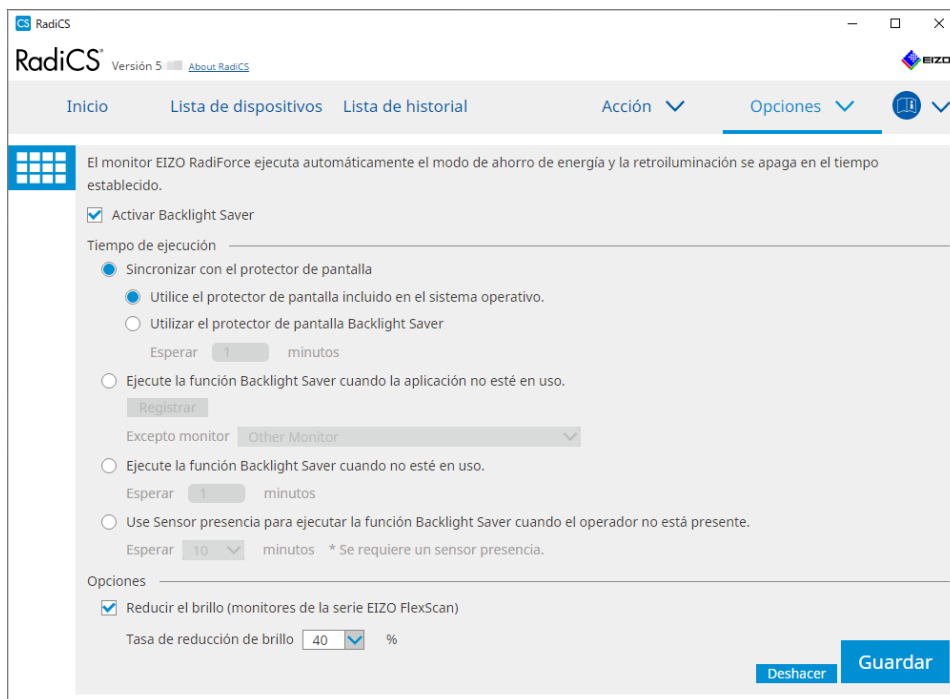 CS RadiCS
RadiCS® Versión 5 About RadiCS
EIZO
Inicio Lista de dispositivos Lista de historial Acción Opciones
El monitor EIZO RadiForce ejecuta automáticamente el modo de ahorro de energía y la retroiluminación se apaga en el tiempo
establecido.
Activar Backlight Saver
Tiempo de ejecución
Sincronizar con el protector de pantalla
Utilice el protector de pantalla incluido en el sistema operativo.
Utilizar el protector de pantalla Backlight Saver
Esperar 1 minutos
Ejecute la función Backlight Saver cuando la aplicación no esté en uso.
Registrar
Excepto monitor Other Monitor
Ejecute la función Backlight Saver cuando no esté en uso.
Esperar 1 minutos
Use Sensor presencia para ejecutar la función Backlight Saver cuando el operador no está presente.
Esperar 10 minutos * Se requiere un sensor presencia.
Opciones
Reducir el brillo (monitores de la serie EIZO FlexScan)
Tasa de reducción de brillo 40 %
Deshacer Guardar